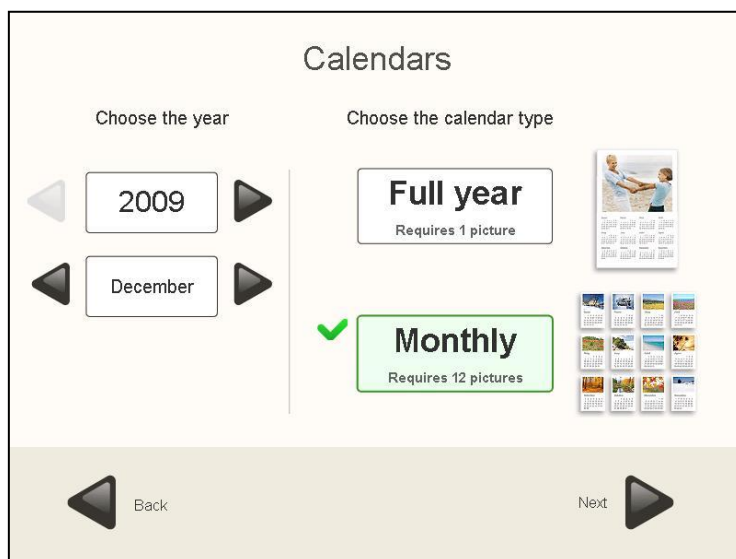 Calendars
Choose the year
Choose the calendar type
2009
December
Full year
Requires 1 picture
Monthly
Requires 12 pictures
Back
Next